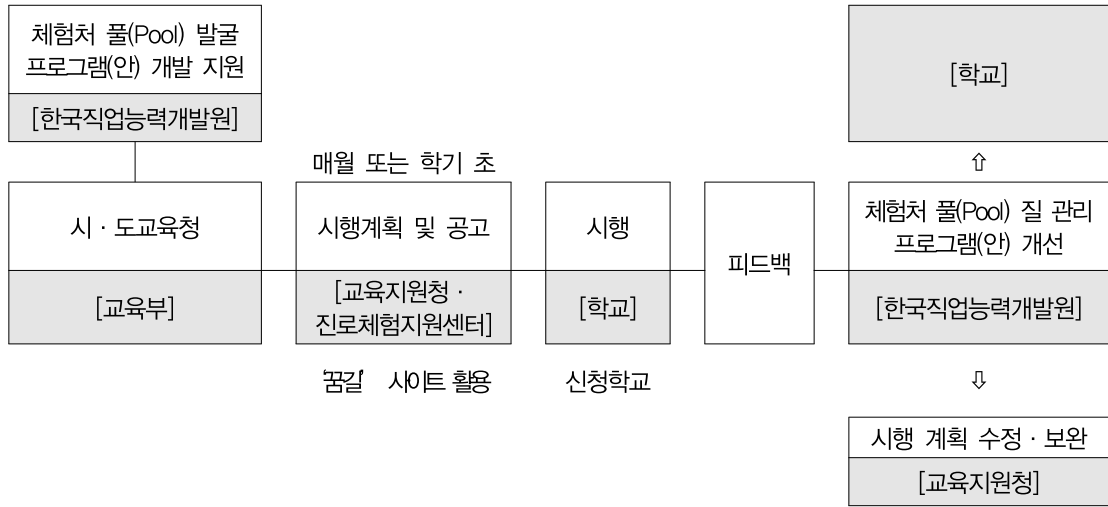 체험처 풀(Pool) 발굴
프로그램(안) 개발 지원
[한국직업능력개발원]
[학교]
매월 또는 학기 초
⇧
시 · 도교육청
[교육부]
시행계획 및 공고
[교육지원청 ·
진로체험지원센터]
시행
[학교]
피드백
체험처 풀(Pool) 질 관리
프로그램(안) 개선
[한국직업능력개발원]
'꿈길' 사이트 활용
신청학교
⇩
시행 계획 수정 · 보완
[교육지원청]